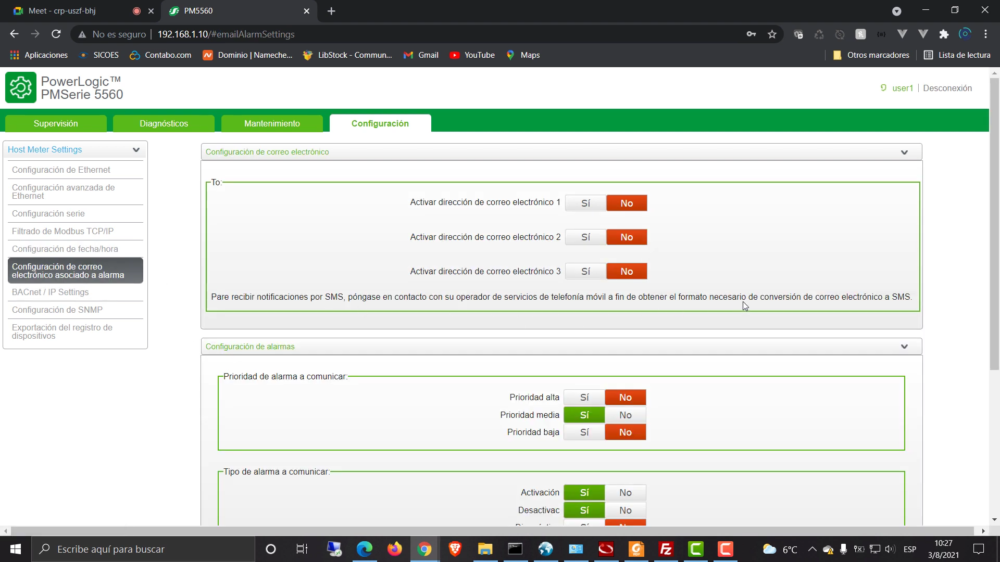 Meet - crp-uszf-bhj
PM5560
No es seguro
192.168.1.10/#emailAlarmSettings
Aplicaciones
SICOES
Contabo.com
Dominio | Nameche...
LibStock - Commun...
Gmail
YouTube
Maps
Otros marcadores
Lista de lectura
PowerLogic™
PMSerie 5560
user1
Desconexión
Supervisión
Diagnósticos
Mantenimiento
Configuración
Host Meter Settings
Configuración de Ethernet
Configuración avanzada de
Ethernet
Configuración serie
Filtrado de Modbus TCP/IP
Configuración de fecha/hora
Configuración de correo
electrónico asociado a alarma
BACnet / IP Settings
Configuración de SNMP
Exportación del registro de
dispositivos
Configuración de correo electrónico
To:
Activar dirección de correo electrónico 1 Sí No
Activar dirección de correo electrónico 2 Sí No
Activar dirección de correo electrónico 3 Sí No
Pare recibir notificaciones por SMS, póngase en contacto con su operador de servicios de telefonía móvil a fin de obtener el formato necesario de conversión de correo electrónico a SMS.
Configuración de alarmas
Prioridad de alarma a comunicar:
Prioridad alta Sí No
Prioridad media Sí No
Prioridad baja Sí No
Tipo de alarma a comunicar:
Activación Sí No
Desactivac Sí No
Escribe aquí para buscar
6°C
ESP
10:27
3/8/2021